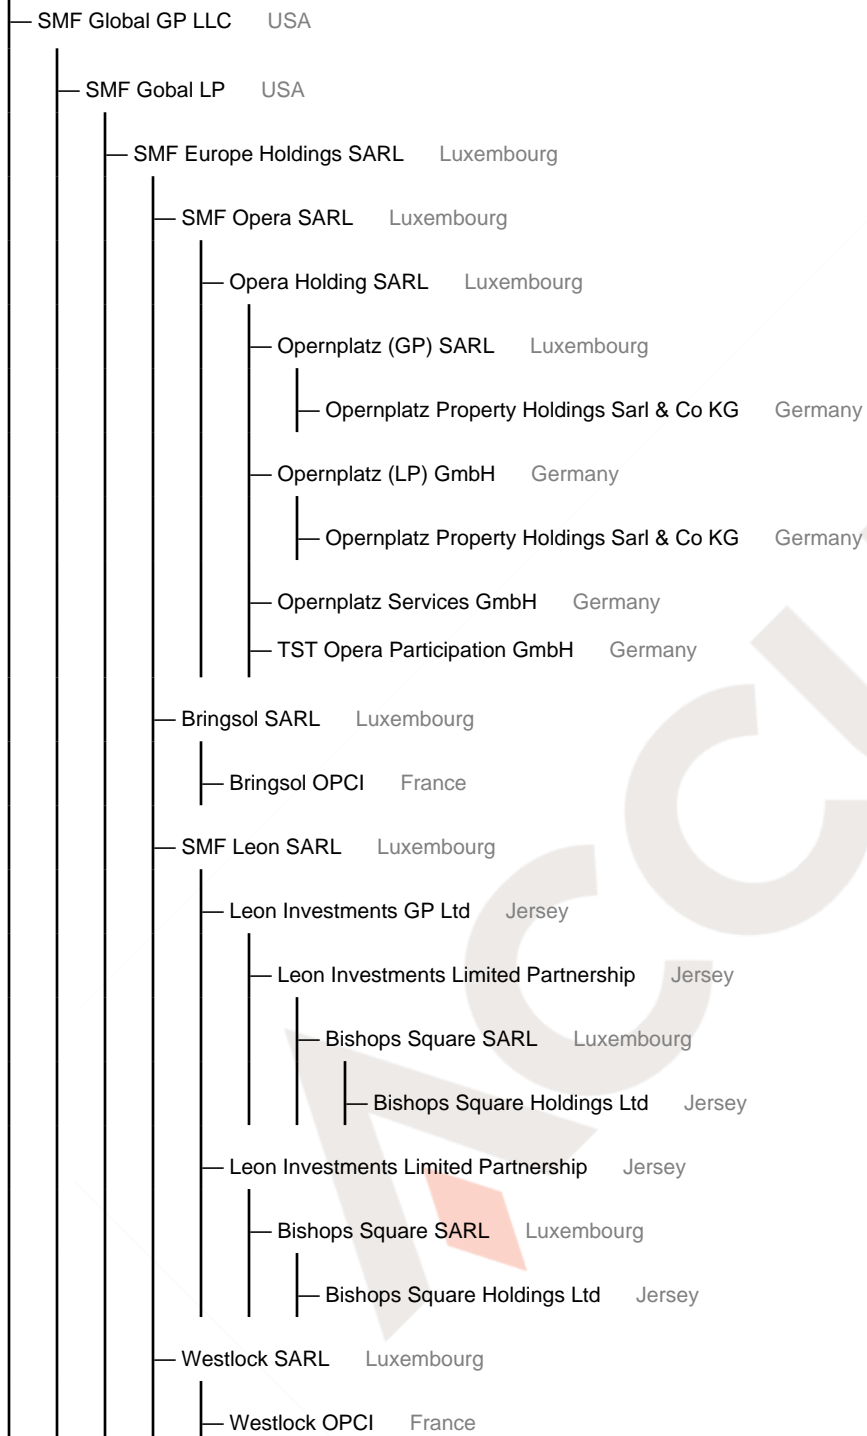 SMF Global GP LLC USA
SMF Gobal LP USA
SMF Europe Holdings SARL Luxembourg
SMF Opera SARL Luxembourg
Opera Holding SARL Luxembourg
Opernplatz (GP) SARL Luxembourg
Opernplatz Property Holdings Sarl & Co KG Germany
Opernplatz (LP) GmbH Germany
Opernplatz Property Holdings Sarl & Co KG Germany
Opernplatz Services GmbH Germany
TST Opera Participation GmbH Germany
Bringsol SARL Luxembourg
Bringsol OPCI France
SMF Leon SARL Luxembourg
Leon Investments GP Ltd Jersey
Leon Investments Limited Partnership Jersey
Bishops Square SARL Luxembourg
Bishops Square Holdings Ltd Jersey
Leon Investments Limited Partnership Jersey
Bishops Square SARL Luxembourg
Bishops Square Holdings Ltd Jersey
Westlock SARL Luxembourg
Westlock OPCI France